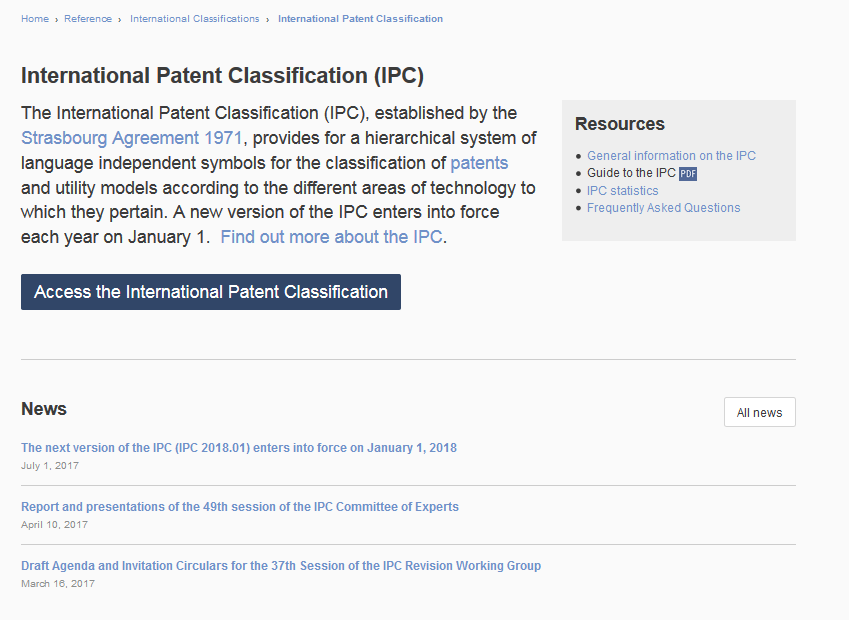 Home › Reference › International Classifications › International Patent Classification
International Patent Classification (IPC)
The International Patent Classification (IPC), established by the
Strasbourg Agreement 1971, provides for a hierarchical system of
language independent symbols for the classification of patents
and utility models according to the different areas of technology to
which they pertain. A new version of the IPC enters into force
each year on January 1. Find out more about the IPC.
Access the International Patent Classification
Resources
• General information on the IPC
• Guide to the IPC PDF
• IPC statistics
• Frequently Asked Questions
News
All news
The next version of the IPC (IPC 2018.01) enters into force on January 1, 2018
July 1, 2017
Report and presentations of the 49th session of the IPC Committee of Experts
April 10, 2017
Draft Agenda and Invitation Circulars for the 37th Session of the IPC Revision Working Group
March 16, 2017